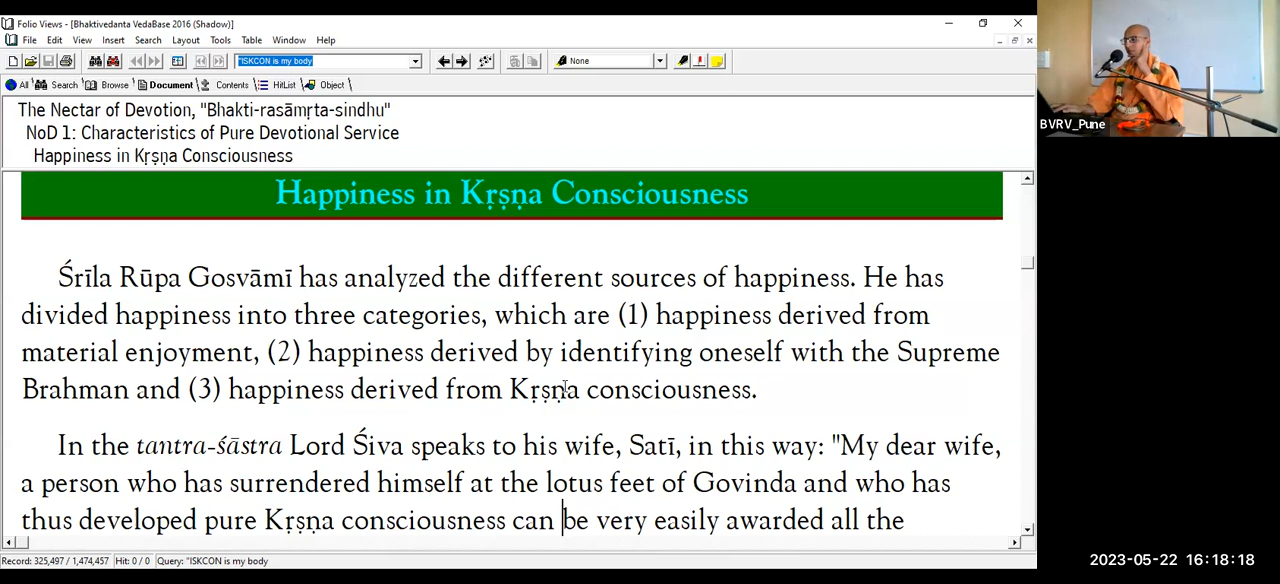 Folio Views - [Bhaktivedanta VedaBase 2016 (Shadow)]
File Edit View Insert Search Layout Tools Table Window Help
"ISKCON is my body
None
All Search Browse Document Contents HitList Object
The Nectar of Devotion, "Bhakti-rasāmṛta-sindhu"
NoD 1: Characteristics of Pure Devotional Service
Happiness in Kṛṣṇa Consciousness
Happiness in Kṛṣṇa Consciousness
Śrīla Rūpa Gosvāmī has analyzed the different sources of happiness. He has
divided happiness into three categories, which are (1) happiness derived from
material enjoyment, (2) happiness derived by identifying oneself with the Supreme
Brahman and (3) happiness derived from Kṛṣṇa consciousness.
In the tantra-śāstra Lord Śiva speaks to his wife, Satī, in this way: "My dear wife,
a person who has surrendered himself at the lotus feet of Govinda and who has
thus developed pure Kṛṣṇa consciousness can be very easily awarded all the
Record: 325,497 / 1,474,457 Hit: 0 / 0 Query: "ISKCON is my body
BVRV_Pune
2023-05-22 16:18:18